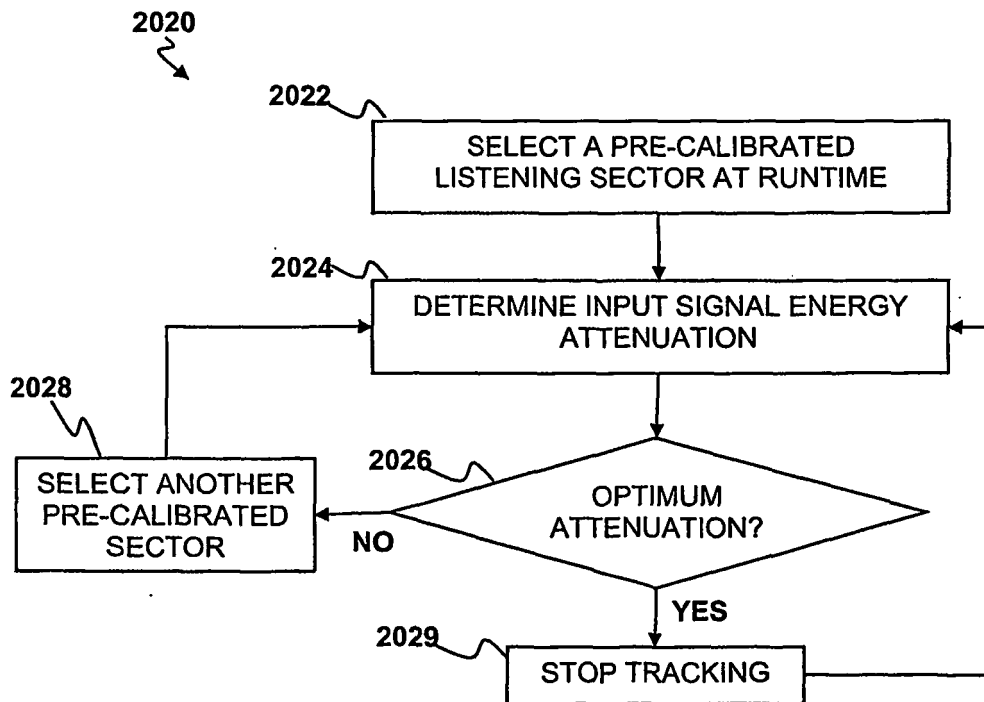 2020
2022
SELECT A PRE-CALIBRATED
LISTENING SECTOR AT RUNTIME
2024
DETERMINE INPUT SIGNAL ENERGY
ATTENUATION
2028
SELECT ANOTHER
PRE-CALIBRATED
SECTOR
2026
OPTIMUM
ATTENUATION?
NO
YES
2029
STOP TRACKING